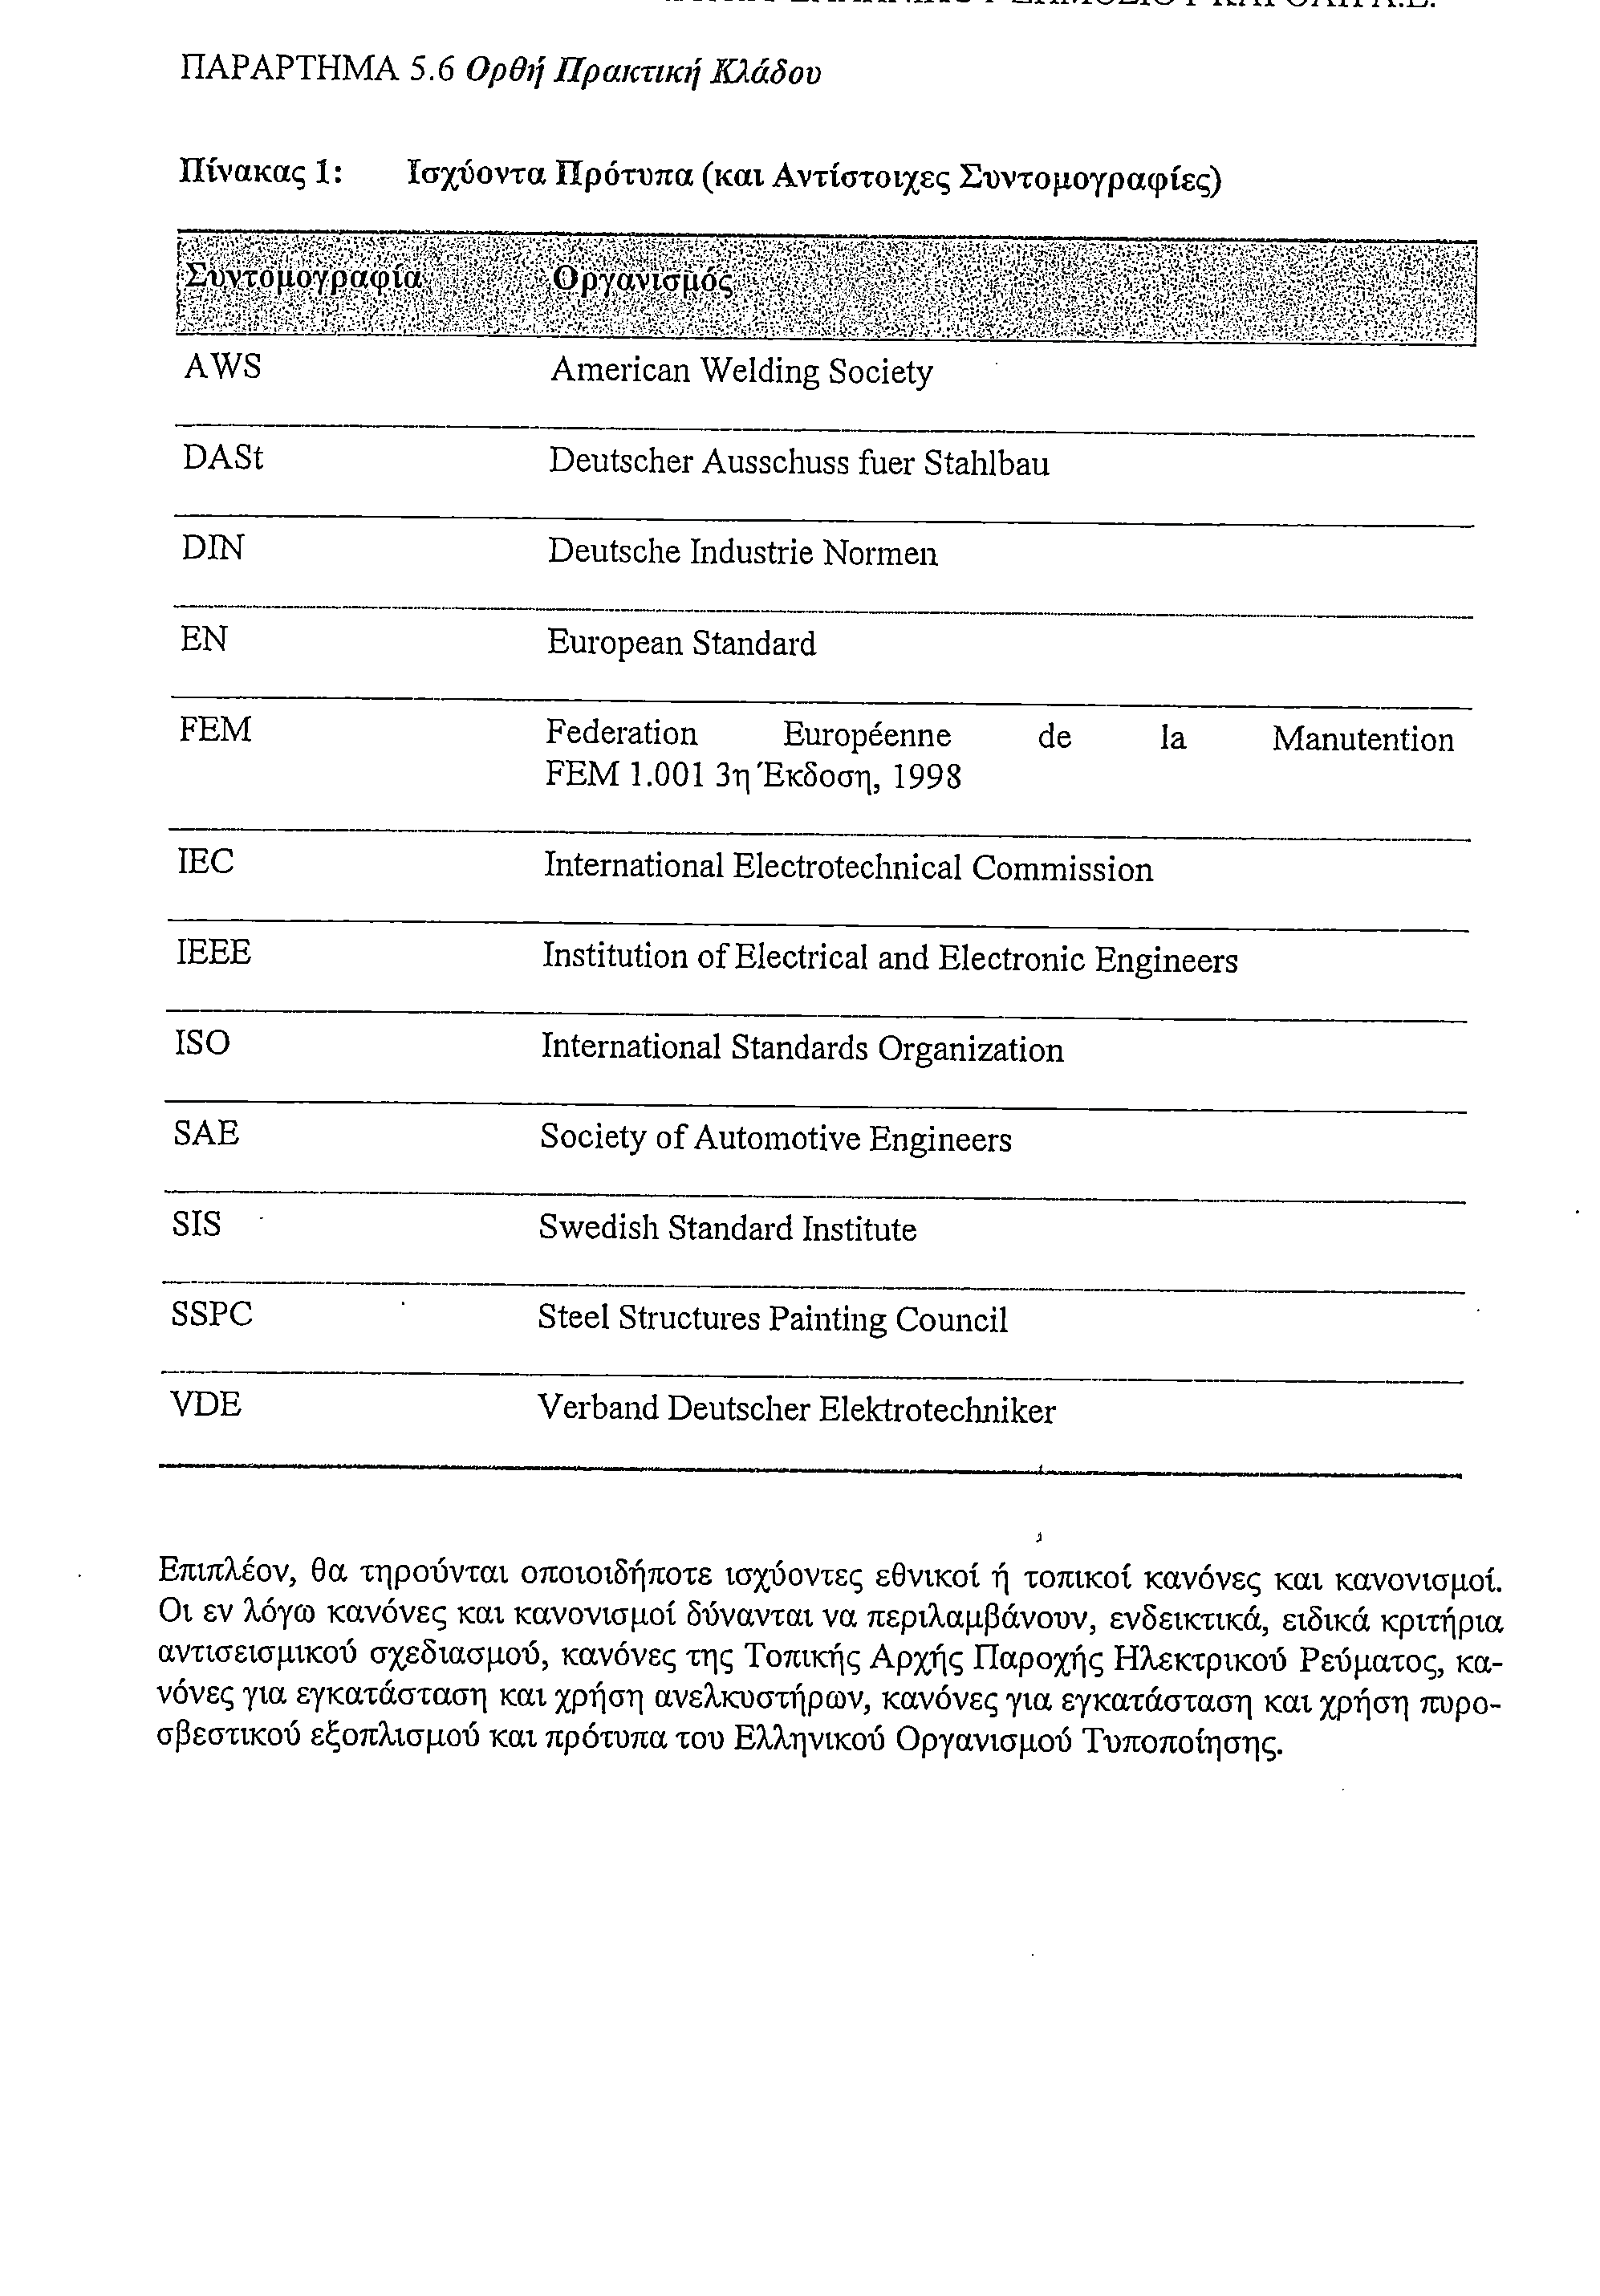 ΠΑΡΑΡΤΗΜΑ 5.6 Ορθή Πρακτική Κλάδου
Πίνακας 1: Ισχύοντα Πρότυπα (και Αντίστοιχες Συντομογραφίες)
Συντομογραφία Οργανισμός
AWS American Welding Society
DASt Deutscher Ausschuss fuer Stahlbau
DIN Deutsche Industrie Normen
EN European Standard
FEM Federation Européenne de la Manutention
FEM 1.001 3η Έκδοση, 1998
IEC International Electrotechnical Commission
IEEE Institution of Electrical and Electronic Engineers
ISO International Standards Organization
SAE Society of Automotive Engineers
SIS Swedish Standard Institute
SSPC Steel Structures Painting Council
VDE Verband Deutscher Elektrotechniker
Επιπλέον, θα τηρούνται οποιοιδήποτε ισχύοντες εθνικοί ή τοπικοί κανόνες και κανονισμοί.
Οι εν λόγω κανόνες και κανονισμοί δύνανται να περιλαμβάνουν, ενδεικτικά, ειδικά κριτήρια
αντισεισμικού σχεδιασμού, κανόνες της Τοπικής Αρχής Παροχής Ηλεκτρικού Ρεύματος, κα-
νόνες για εγκατάσταση και χρήση ανελκυστήρων, κανόνες για εγκατάσταση και χρήση πυρο-
σβεστικού εξοπλισμού και πρότυπα του Ελληνικού Οργανισμού Τυποποίησης.